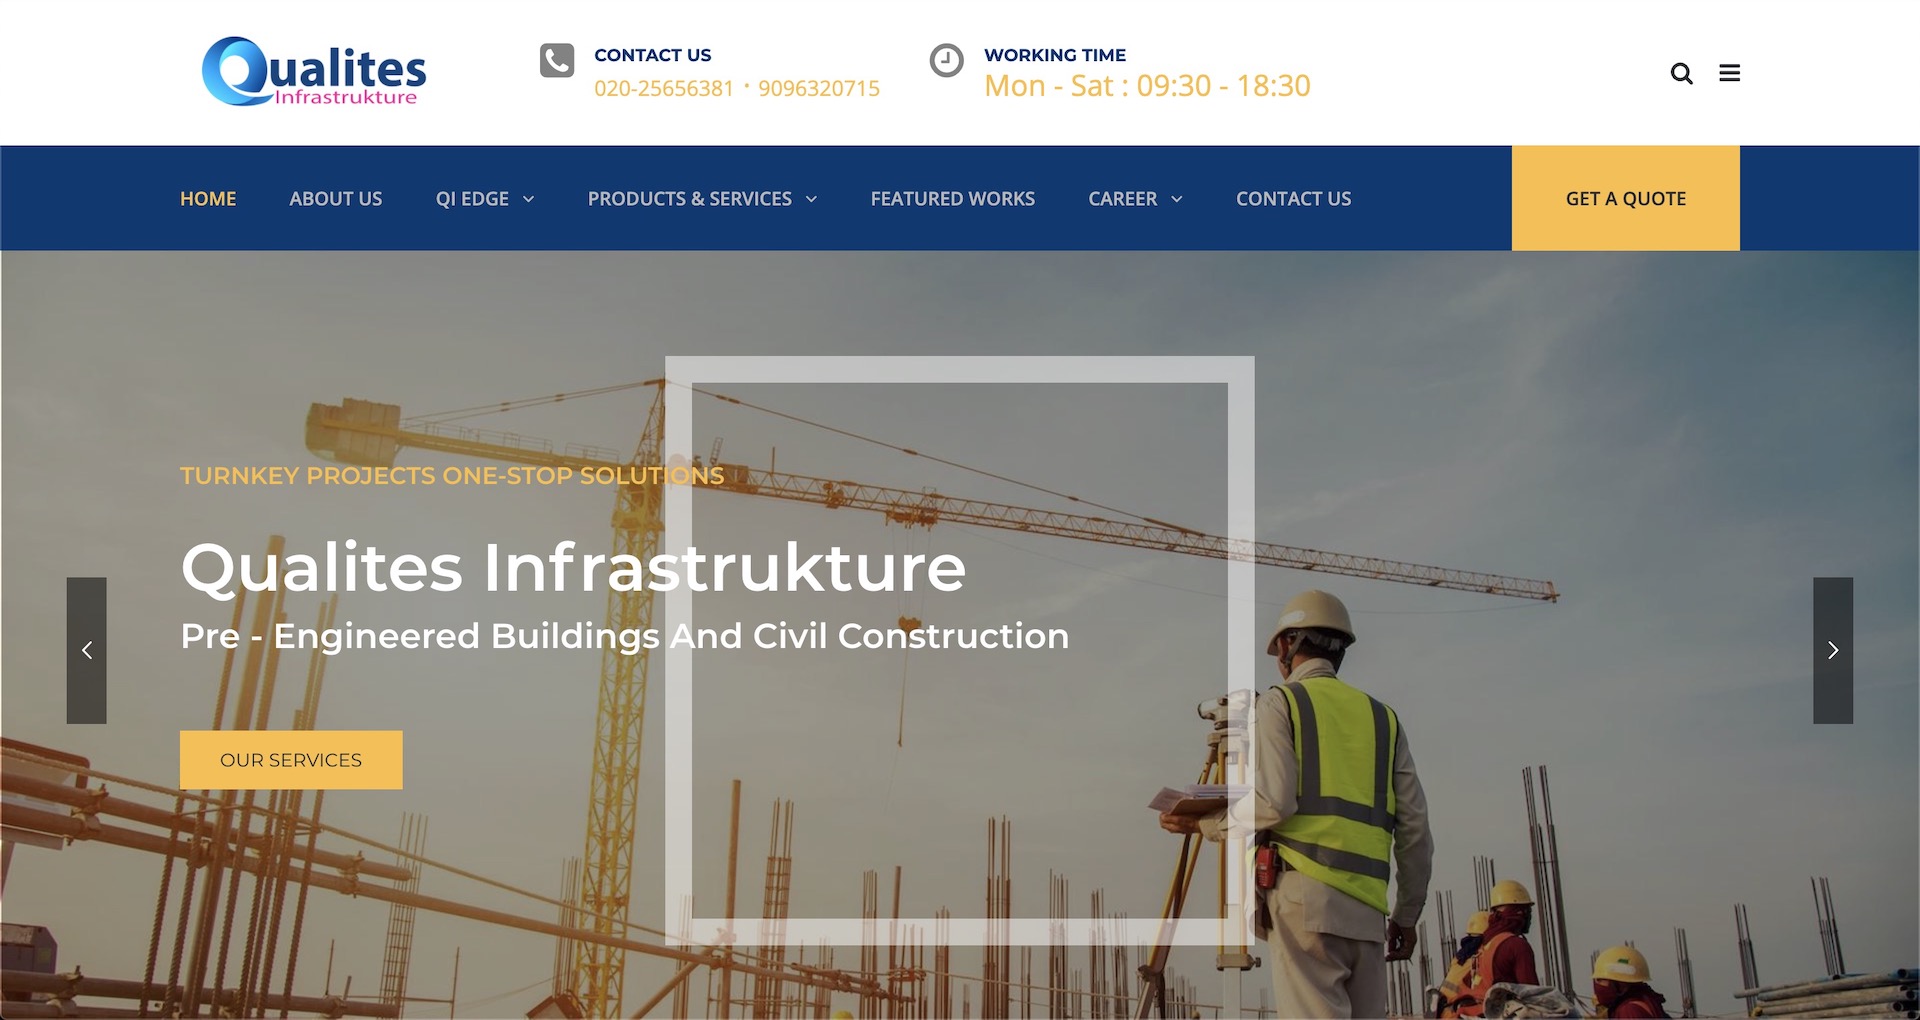 Qualites
Infrastrukture
CONTACT US
020-25656381 · 9096320715
WORKING TIME
Mon - Sat : 09:30 - 18:30
HOME
ABOUT US
QI EDGE
PRODUCTS & SERVICES
FEATURED WORKS
CAREER
CONTACT US
GET A QUOTE
TURNKEY PROJECTS ONE-STOP SOLUTIONS
Qualites Infrastrukture
Pre - Engineered Buildings And Civil Construction
OUR SERVICES